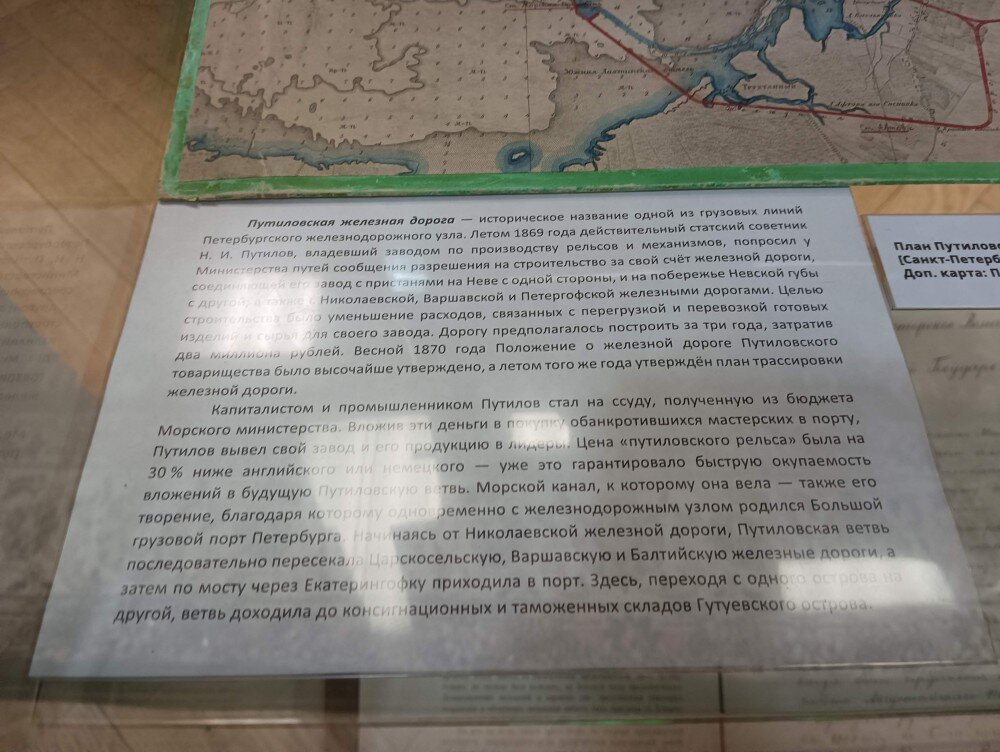 Южная Лахтинская
Трухтанный
Путиловская железная дорога — историческое название одной из грузовых линий
Петербургского железнодорожного узла. Летом 1869 года действительный статский советник
Н. И. Путилов, владевший заводом по производству рельсов и механизмов, попросил у
Министерства путей сообщения разрешения на строительство за свой счёт железной дороги,
соединяющей его завод с пристанями на Неве с одной стороны, и на побережье Невской губы
с другой, а также с Николаевской, Варшавской и Петергофской железными дорогами. Целью
строительства было уменьшение расходов, связанных с перегрузкой и перевозкой готовых
изделий и сырья для своего завода. Дорогу предполагалось построить за три года, затратив
два миллиона рублей. Весной 1870 года Положение о железной дороге Путиловского
товарищества было высочайше утверждено, а летом того же года утверждён план трассировки
железной дороги.
Капиталистом и промышленником Путилов стал на ссуду, полученную из бюджета
Морского министерства. Вложив эти деньги в покупку обанкротившихся мастерских в порту,
Путилов вывел свой завод и его продукцию в лидеры. Цена «путиловского рельса» была на
30 % ниже английского или немецкого — уже это гарантировало быструю окупаемость
вложений в будущую Путиловскую ветвь. Морской канал, к которому она вела — также его
творение, благодаря которому одновременно с железнодорожным узлом родился Большой
грузовой порт Петербурга. Начинаясь от Николаевской железной дороги, Путиловская ветвь
последовательно пересекала Царскосельскую, Варшавскую и Балтийскую железные дороги, а
затем по мосту через Екатерингофку приходила в порт. Здесь, переходя с одного острова на
другой, ветвь доходила до консигнационных и таможенных складов Гутуевского острова.
План Путиловс
[Санкт-Петерб
Доп. карта: П